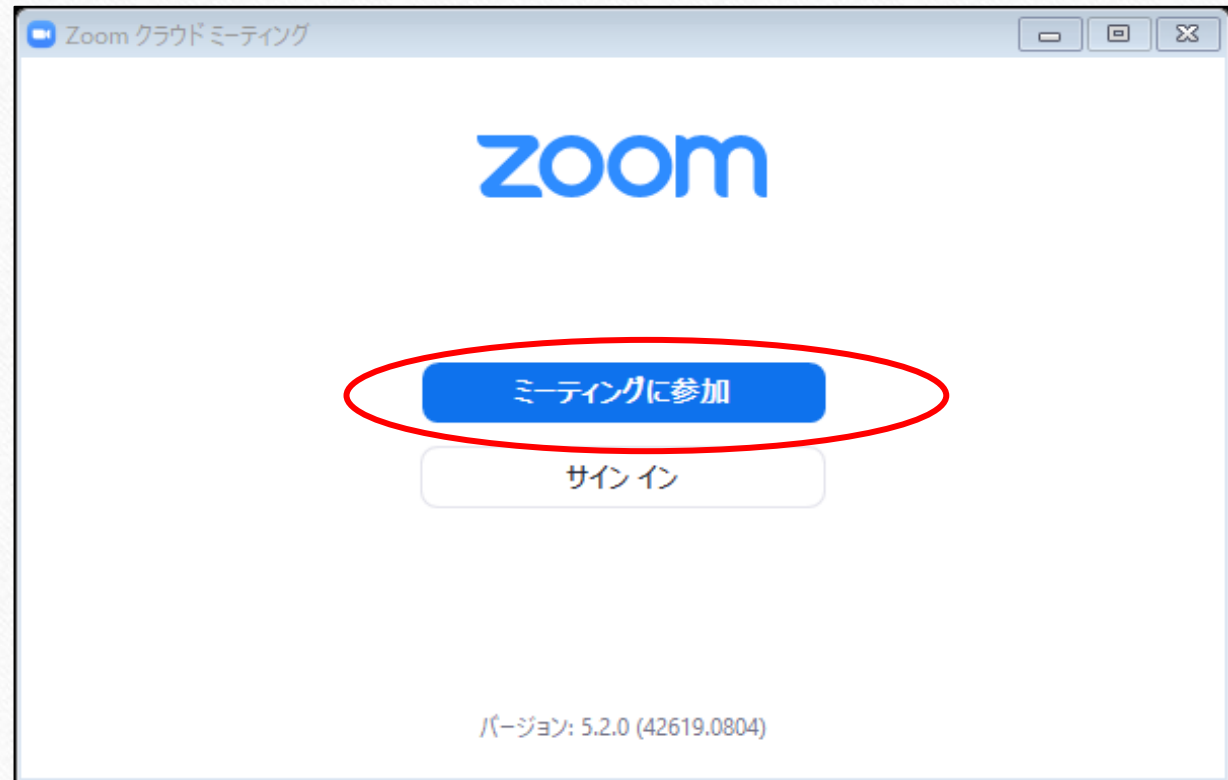 Zoom クラウド ミーティング
zoom
ミーティングに参加
サイン イン
バージョン: 5.2.0 (42619.0804)